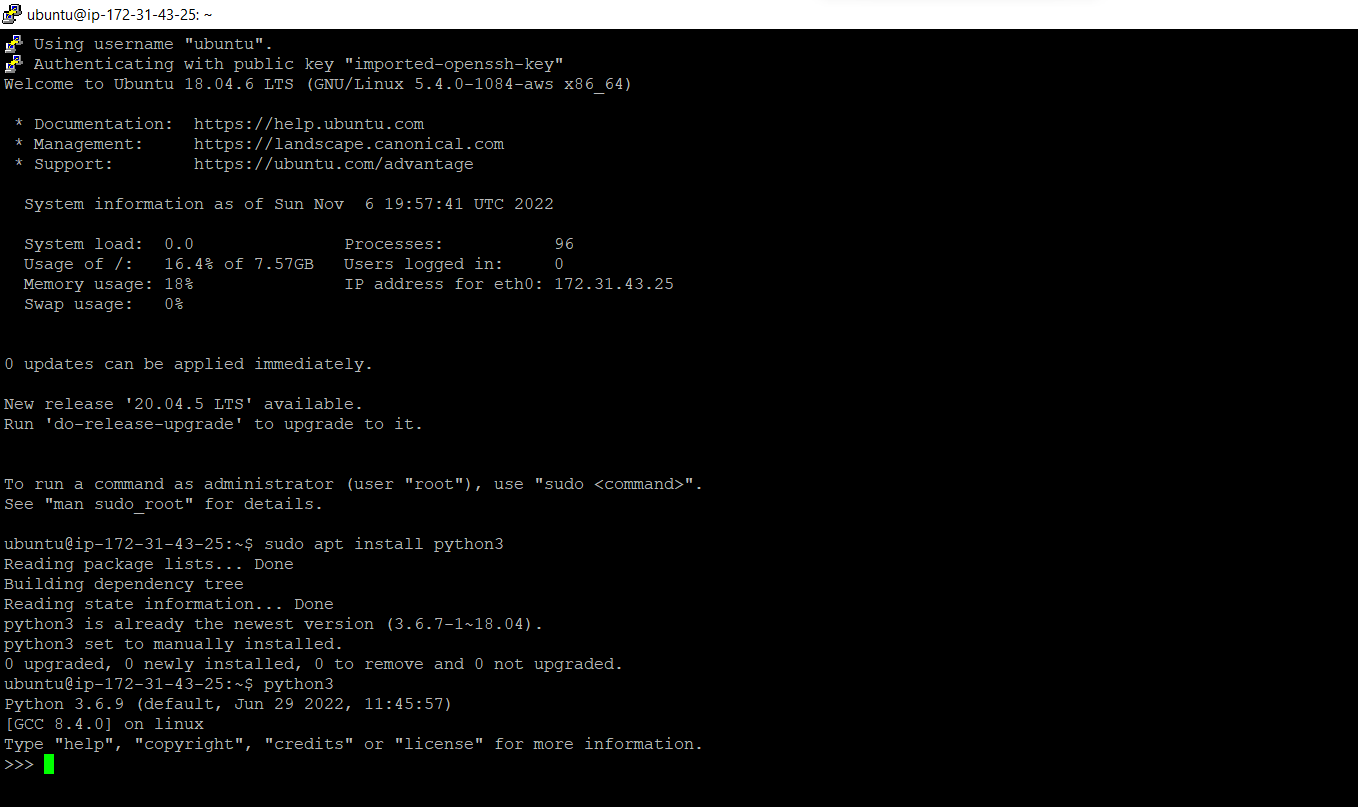 ubuntu@ip-172-31-43-25: ~
Using username "ubuntu".
Authenticating with public key "imported-openssh-key"
Welcome to Ubuntu 18.04.6 LTS (GNU/Linux 5.4.0-1084-aws x86_64)
* Documentation:  https://help.ubuntu.com
* Management:     https://landscape.canonical.com
* Support:        https://ubuntu.com/advantage
System information as of Sun Nov  6 19:57:41 UTC 2022
System load:  0.0               Processes:           96
Usage of /:   16.4% of 7.57GB   Users logged in:     0
Memory usage: 18%               IP address for eth0: 172.31.43.25
Swap usage:   0%
0 updates can be applied immediately.
New release '20.04.5 LTS' available.
Run 'do-release-upgrade' to upgrade to it.
To run a command as administrator (user "root"), use "sudo <command>".
See "man sudo_root" for details.
ubuntu@ip-172-31-43-25:~$ sudo apt install python3
Reading package lists... Done
Building dependency tree
Reading state information... Done
python3 is already the newest version (3.6.7-1~18.04).
python3 set to manually installed.
0 upgraded, 0 newly installed, 0 to remove and 0 not upgraded.
ubuntu@ip-172-31-43-25:~$ python3
Python 3.6.9 (default, Jun 29 2022, 11:45:57)
[GCC 8.4.0] on linux
Type "help", "copyright", "credits" or "license" for more information.
>>>